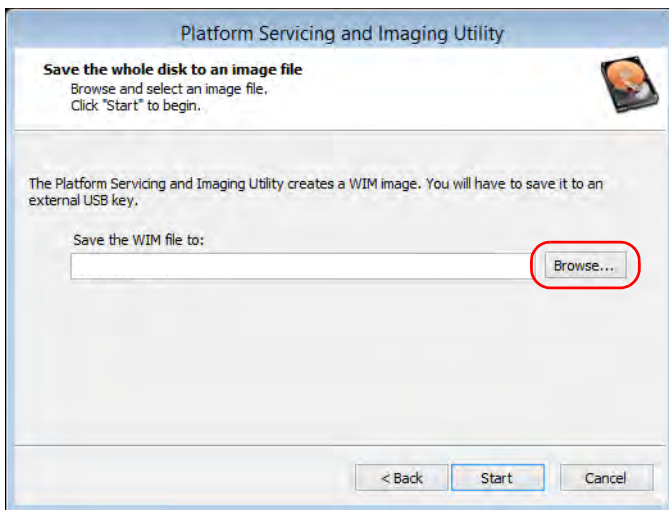 Platform Servicing and Imaging Utility
Save the whole disk to an image file
Browse and select an image file.
Click "Start" to begin.
The Platform Servicing and Imaging Utility creates a WIM image. You will have to save it to an
external USB key.
Save the WIM file to:
Browse...
< Back Start Cancel